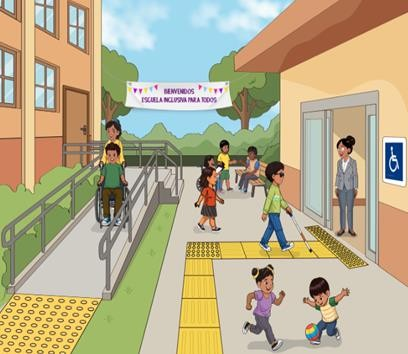 BIENVENIDOS
ESCUELA INCLUSIVA PARA TODOS